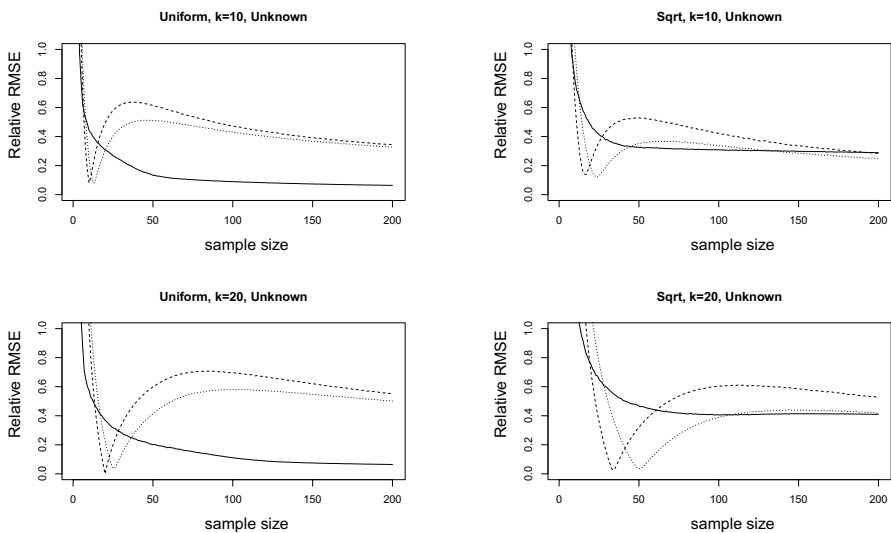 Uniform, k=10, Unknown
Relative RMSE
1.0
0.8
0.6
0.4
0.2
0.0
0 50 100 150 200
sample size
Sqrt, k=10, Unknown
Relative RMSE
1.0
0.8
0.6
0.4
0.2
0.0
0 50 100 150 200
sample size
Uniform, k=20, Unknown
Relative RMSE
1.0
0.8
0.6
0.4
0.2
0.0
0 50 100 150 200
sample size
Sqrt, k=20, Unknown
Relative RMSE
1.0
0.8
0.6
0.4
0.2
0.0
0 50 100 150 200
sample size